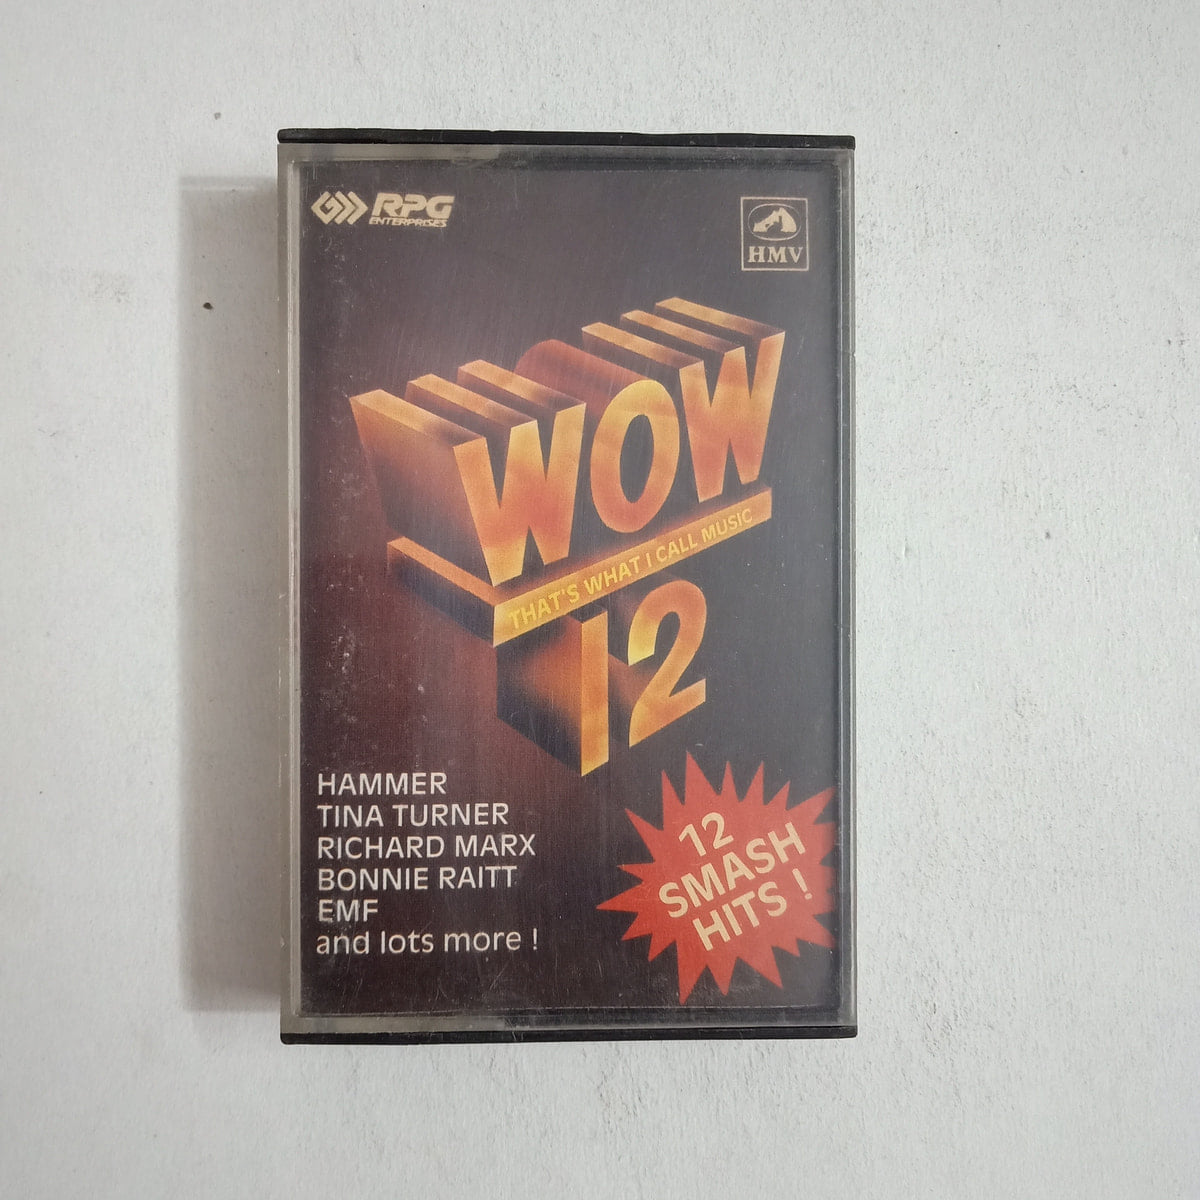 RPG
ENTERPRISES
HMV
WOW
THAT'S WHAT I CALL MUSIC
12
HAMMER
TINA TURNER
RICHARD MARX
BONNIE RAITT
EMF
and lots more !
12
SMASH
HITS !